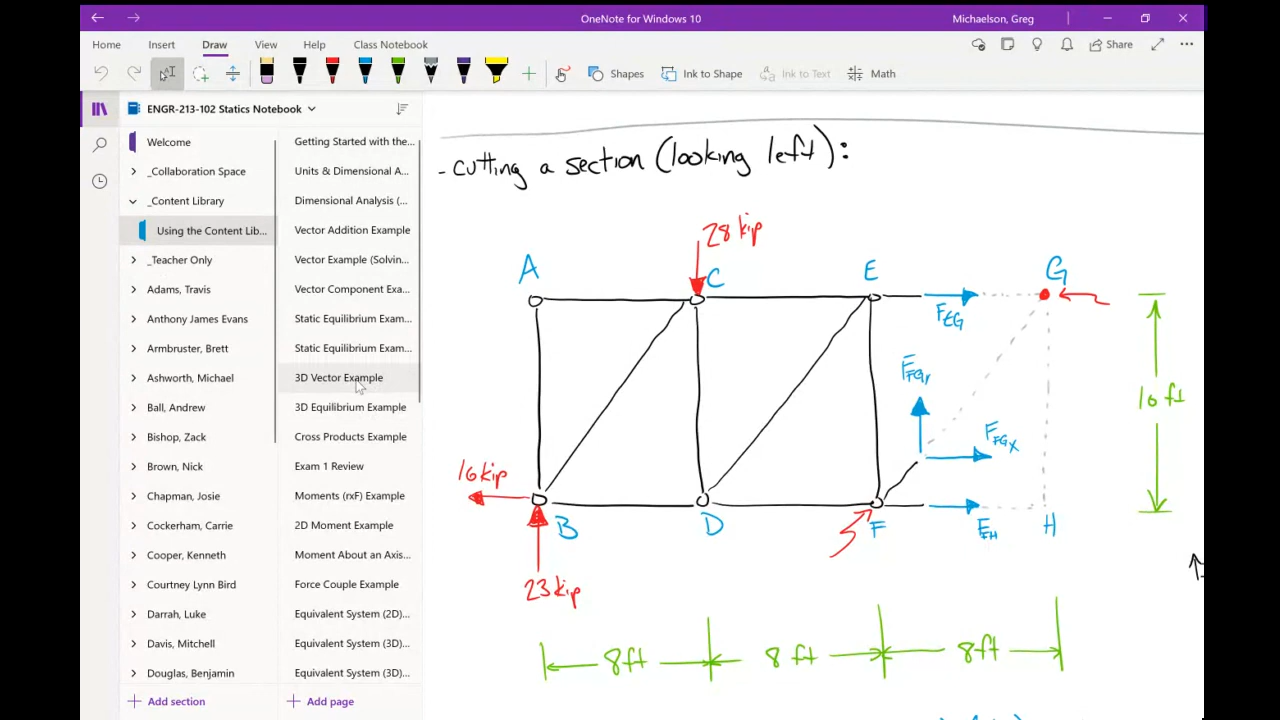 OneNote for Windows 10
Michaelson, Greg
Home Insert Draw View Help Class Notebook
Share
Shapes Ink to Shape Ink to Text Math
ENGR-213-102 Statics Notebook
Welcome
_Collaboration Space
_Content Library
Using the Content Lib...
_Teacher Only
Adams, Travis
Anthony James Evans
Armbruster, Brett
Ashworth, Michael
Ball, Andrew
Bishop, Zack
Brown, Nick
Chapman, Josie
Cockerham, Carrie
Cooper, Kenneth
Courtney Lynn Bird
Darrah, Luke
Davis, Mitchell
Douglas, Benjamin
Add section
Getting Started with the...
Units & Dimensional A...
Dimensional Analysis (...
Vector Addition Example
Vector Example (Solvin...
Vector Component Exa...
Static Equilibrium Exam...
Static Equilibrium Exam...
3D Vector Example
3D Equilibrium Example
Cross Products Example
Exam 1 Review
Moments (rxF) Example
2D Moment Example
Moment About an Axis...
Force Couple Example
Equivalent System (2D)...
Equivalent System (3D)...
Equivalent System (3D)...
Add page
- cutting a section (looking left):
28 kip
A C E G
FEG
FFGY
10 ft
FFGX
16 kip
B D F FFH H
23 kip
8 ft 8 ft 8 ft